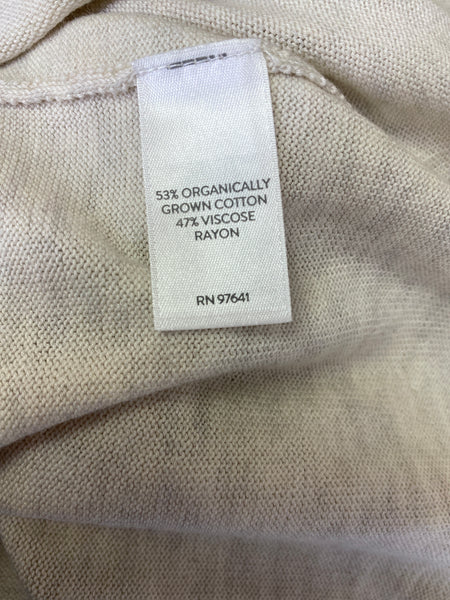 53% ORGANICALLY
GROWN COTTON
47% VISCOSE
RAYON
RN 97641